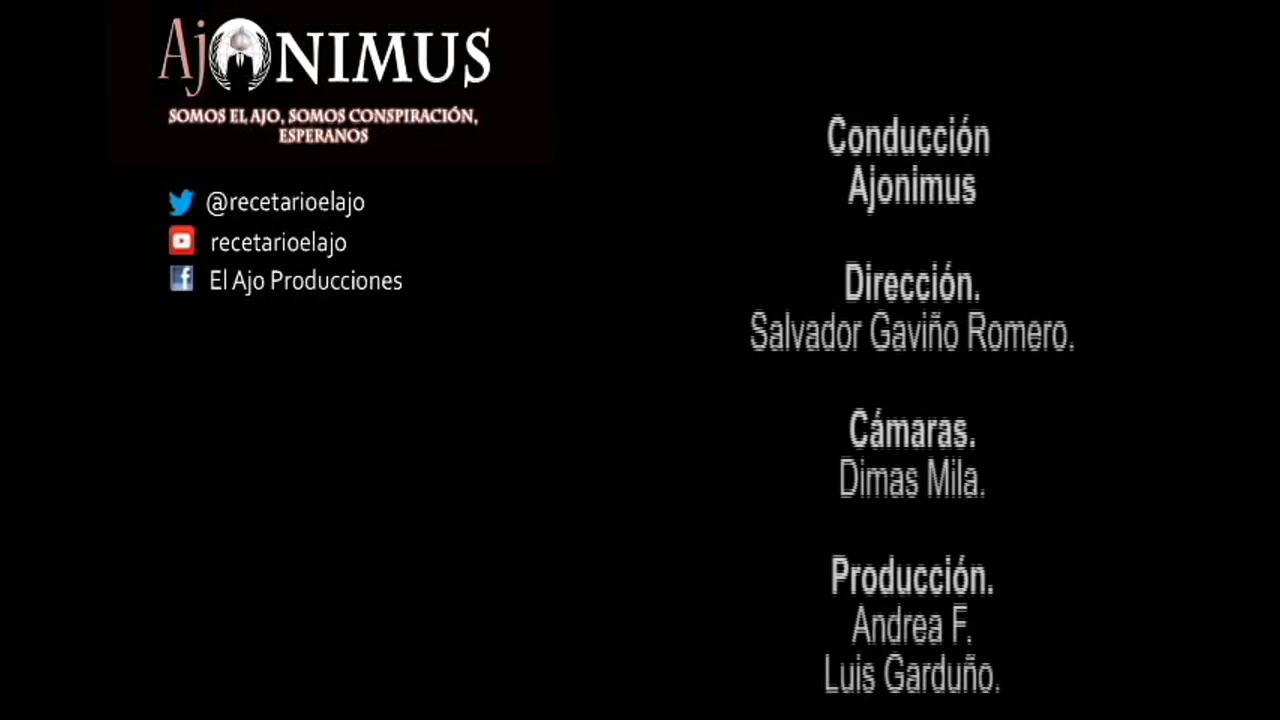 AjONIMUS
SOMOS EL AJO, SOMOS CONSPIRACIÓN,
ESPERANOS
@recetarioelajo
recetarioelajo
El Ajo Producciones
Conducción
Ajonimus
Dirección.
Salvador Gaviño Romero.
Cámaras.
Dimas Mila.
Producción.
Andrea F.
Luis Garduño.